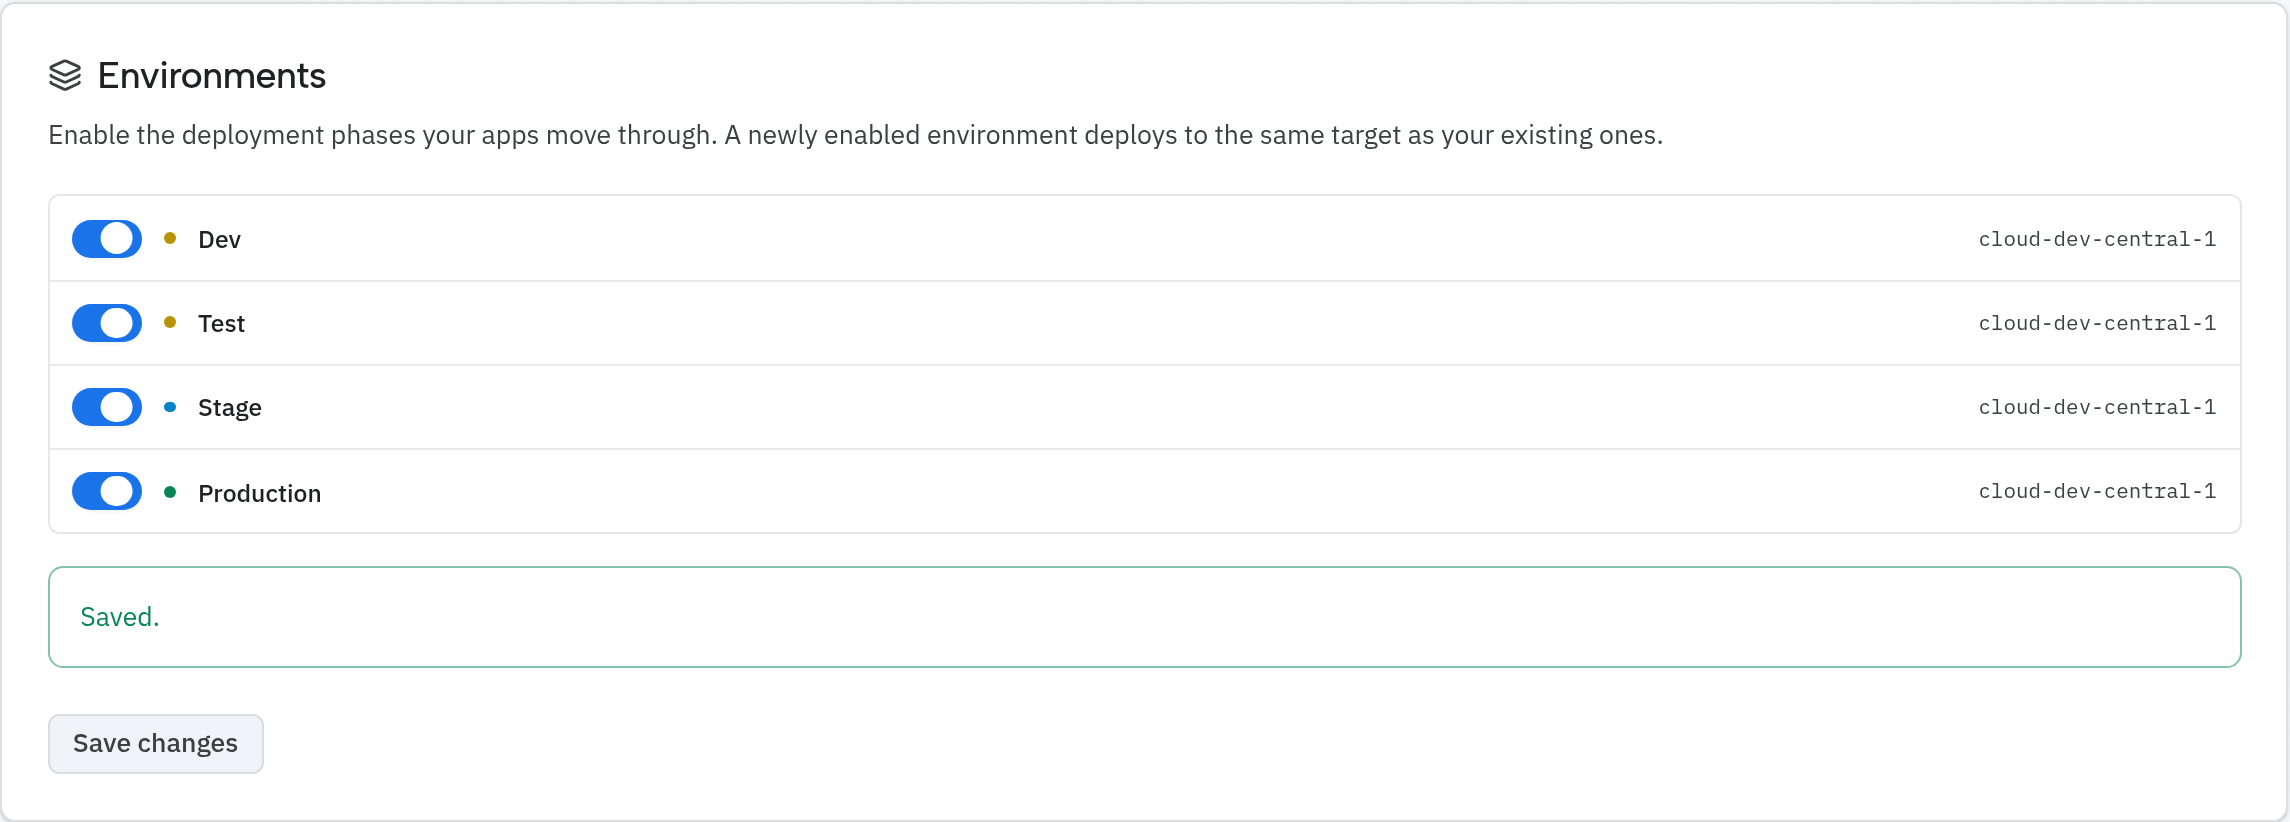 Environments
Enable the deployment phases your apps move through. A newly enabled environment deploys to the same target as your existing ones.
Dev cloud-dev-central-1
Test cloud-dev-central-1
Stage cloud-dev-central-1
Production cloud-dev-central-1
Saved.
Save changes